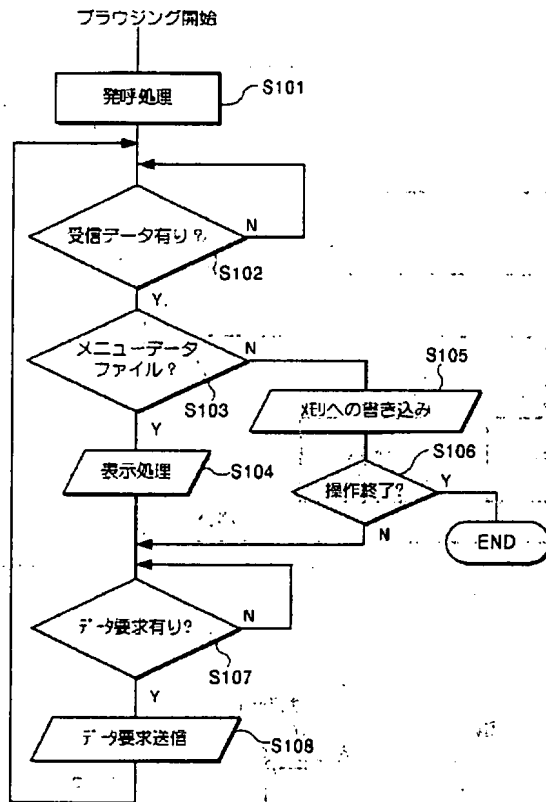 ブラウジング開始
発呼処理
S101
受信データ有り?
N
S102
Y
メニューデータ
ファイル?
N
S103
Y
S105
メモリへの書き込み
表示処理
S104
S106
操作終了?
Y
N
END
データ要求有り?
N
S107
Y
データ要求送信
S108